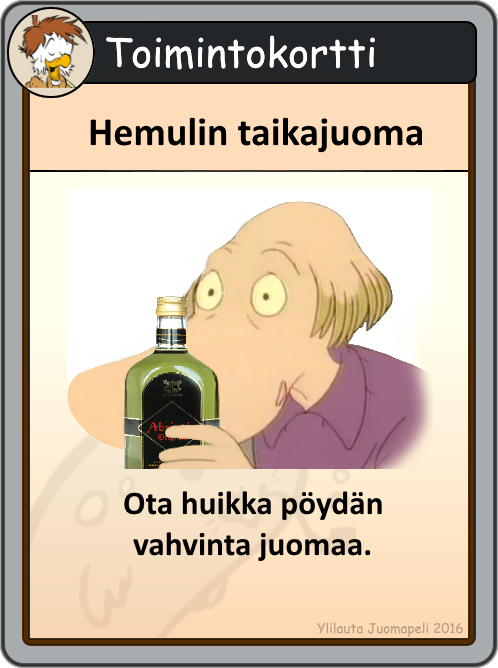 Toimintokortti
Hemulin taikajuoma
Ota huikka pöydän
vahvinta juomaa.
Ylilauta Juomapeli 2016